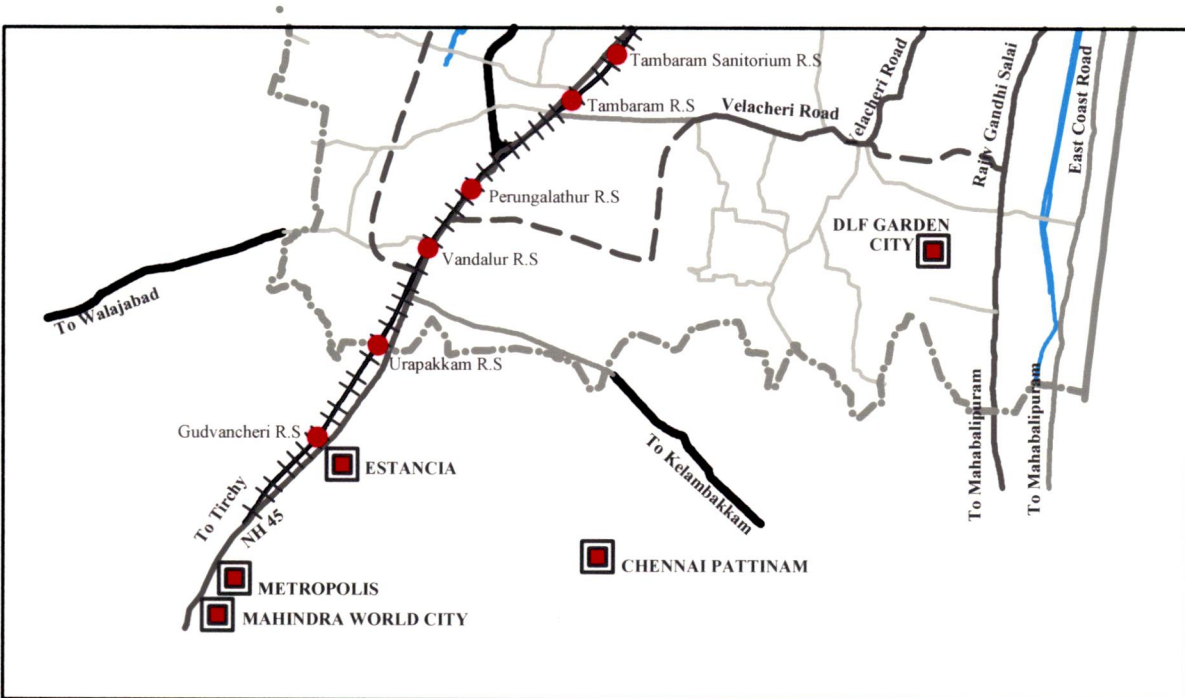 Tambaram Sanitorium R.S
Tambaram R.S
Velacheri Road
Velacheri Road
Rajiv Gandhi Salai
East Coast Road
Perungalathur R.S
DLF GARDEN
CITY
Vandalur R.S
To Walajabad
Urapakkam R.S
Gudvancheri R.S
ESTANCIA
To Kelambakkam
To Mahabalipuram
To Mahabalipuram
To Tirchy
NH 45
CHENNAI PATTINAM
METROPOLIS
MAHINDRA WORLD CITY